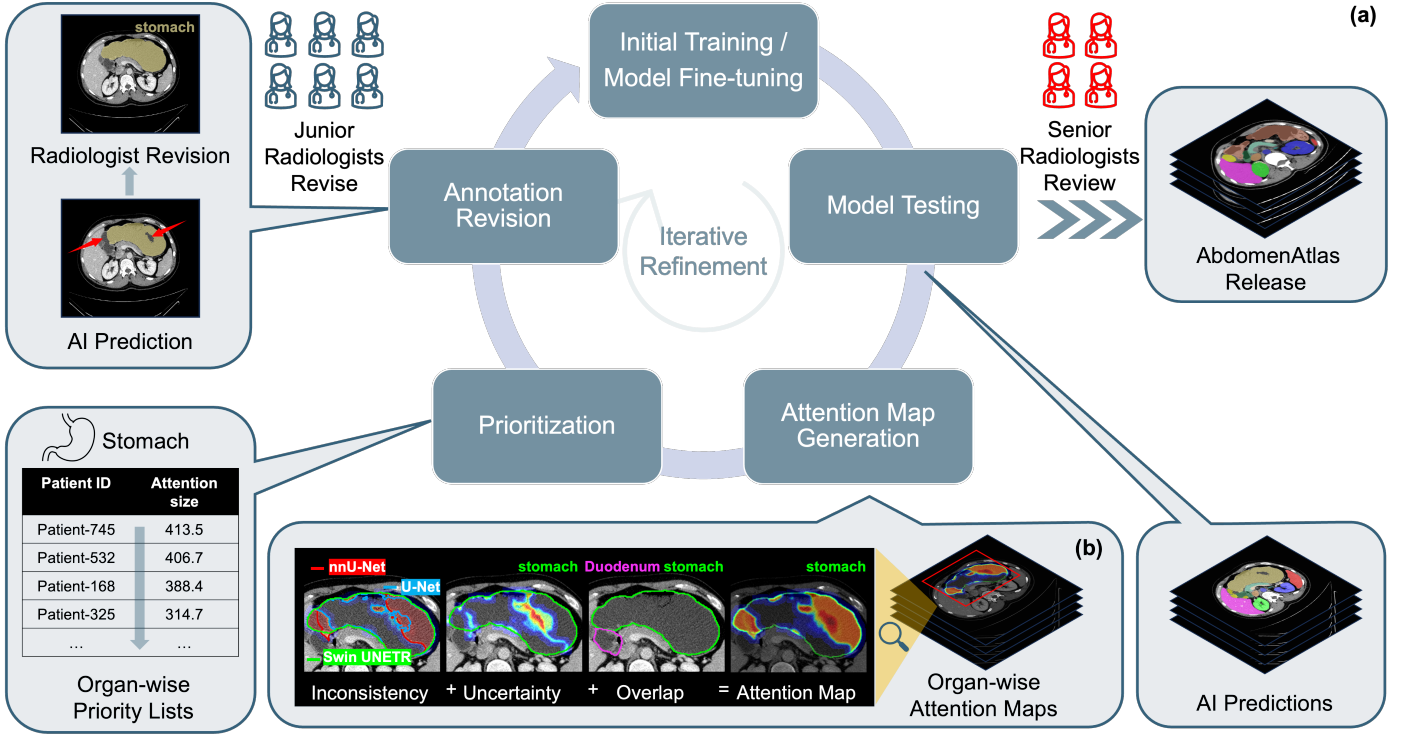 (a)
stomach
Radiologist Revision
AI Prediction
Junior
Radiologists
Revise
Initial Training /
Model Fine-tuning
Annotation
Revision
Model Testing
Iterative
Refinement
Prioritization
Attention Map
Generation
Senior
Radiologists
Review
AbdomenAtlas
Release
Stomach
Patient ID Attention size
Patient-745 413.5
Patient-532 406.7
Patient-168 388.4
Patient-325 314.7
... ...
Organ-wise
Priority Lists
(b)
nnU-Net
U-Net
Swin UNETR
stomach
Duodenum stomach
stomach
Inconsistency + Uncertainty + Overlap = Attention Map
Organ-wise
Attention Maps
AI Predictions